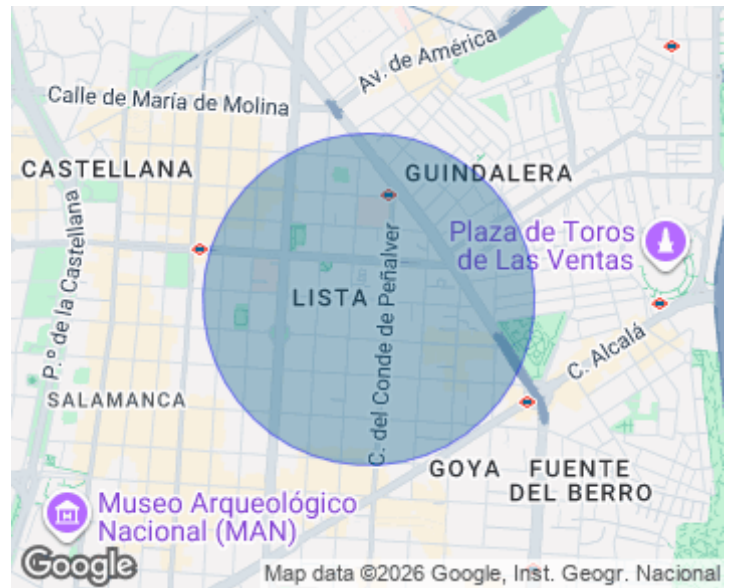 Av. de América
Calle de María de Molina
CASTELLANA
GUINDALERA
Plaza de Toros
de Las Ventas
P.º de la Castellana
LISTA
C. del Conde de Peñalver
C. Alcalá
SALAMANCA
GOYA
FUENTE
DEL BERRO
Museo Arqueológico
Nacional (MAN)
Google
Map data ©2026 Google, Inst. Geogr. Nacional